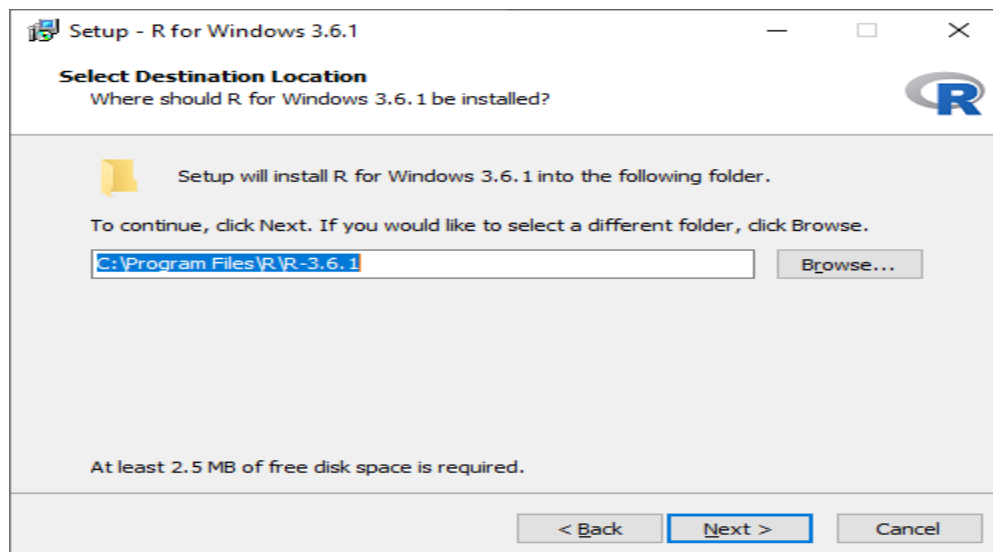 Setup - R for Windows 3.6.1
Select Destination Location
Where should R for Windows 3.6.1 be installed?
R
Setup will install R for Windows 3.6.1 into the following folder.
To continue, click Next. If you would like to select a different folder, click Browse.
C:\Program Files\R\R-3.6.1
Browse...
At least 2.5 MB of free disk space is required.
< Back
Next >
Cancel